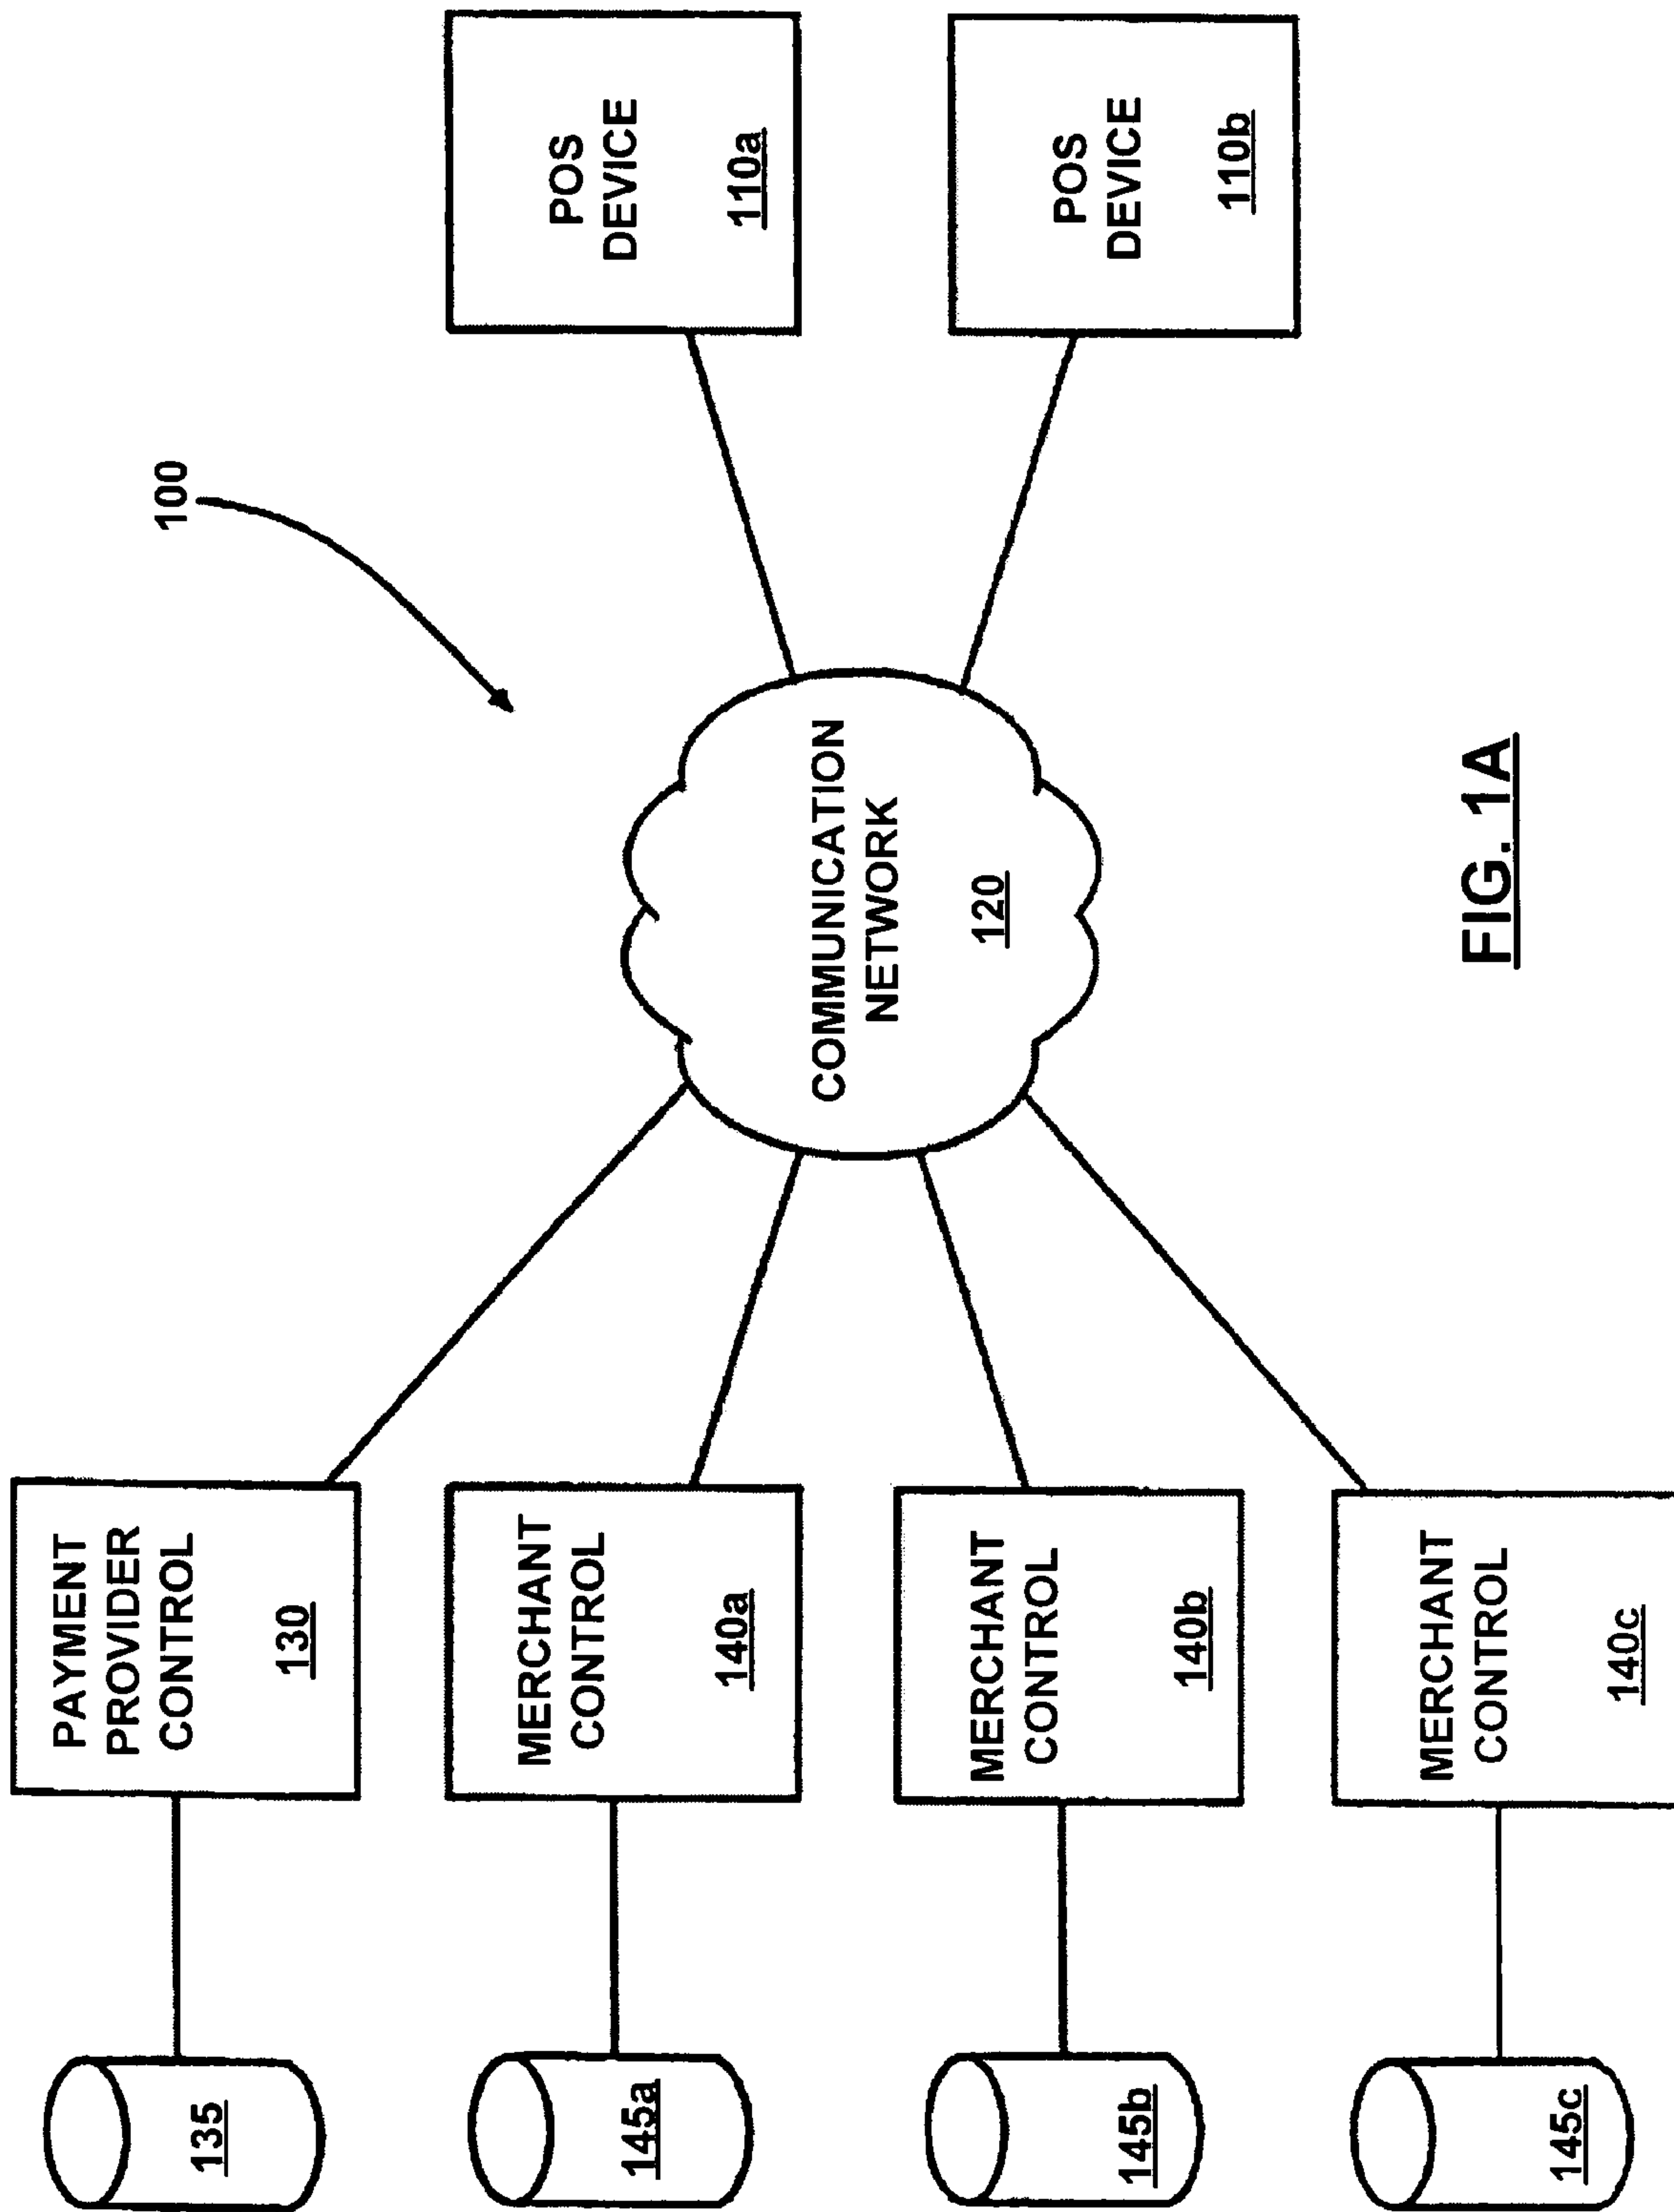 100
135
PAYMENT
PROVIDER
CONTROL
130
145a
MERCHANT
CONTROL
140a
COMMUNICATION
NETWORK
120
POS
DEVICE
110a
145b
MERCHANT
CONTROL
140b
POS
DEVICE
110b
145c
MERCHANT
CONTROL
140c
FIG. 1A